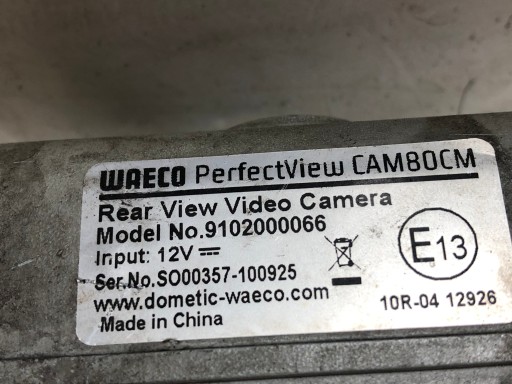 WAECO PerfectView CAM80CM
Rear View Video Camera
Model No.9102000066
Input: 12V
Ser.No.SO00357-100925
www.dometic-waeco.com
Made in China
E13
10R-04 12926